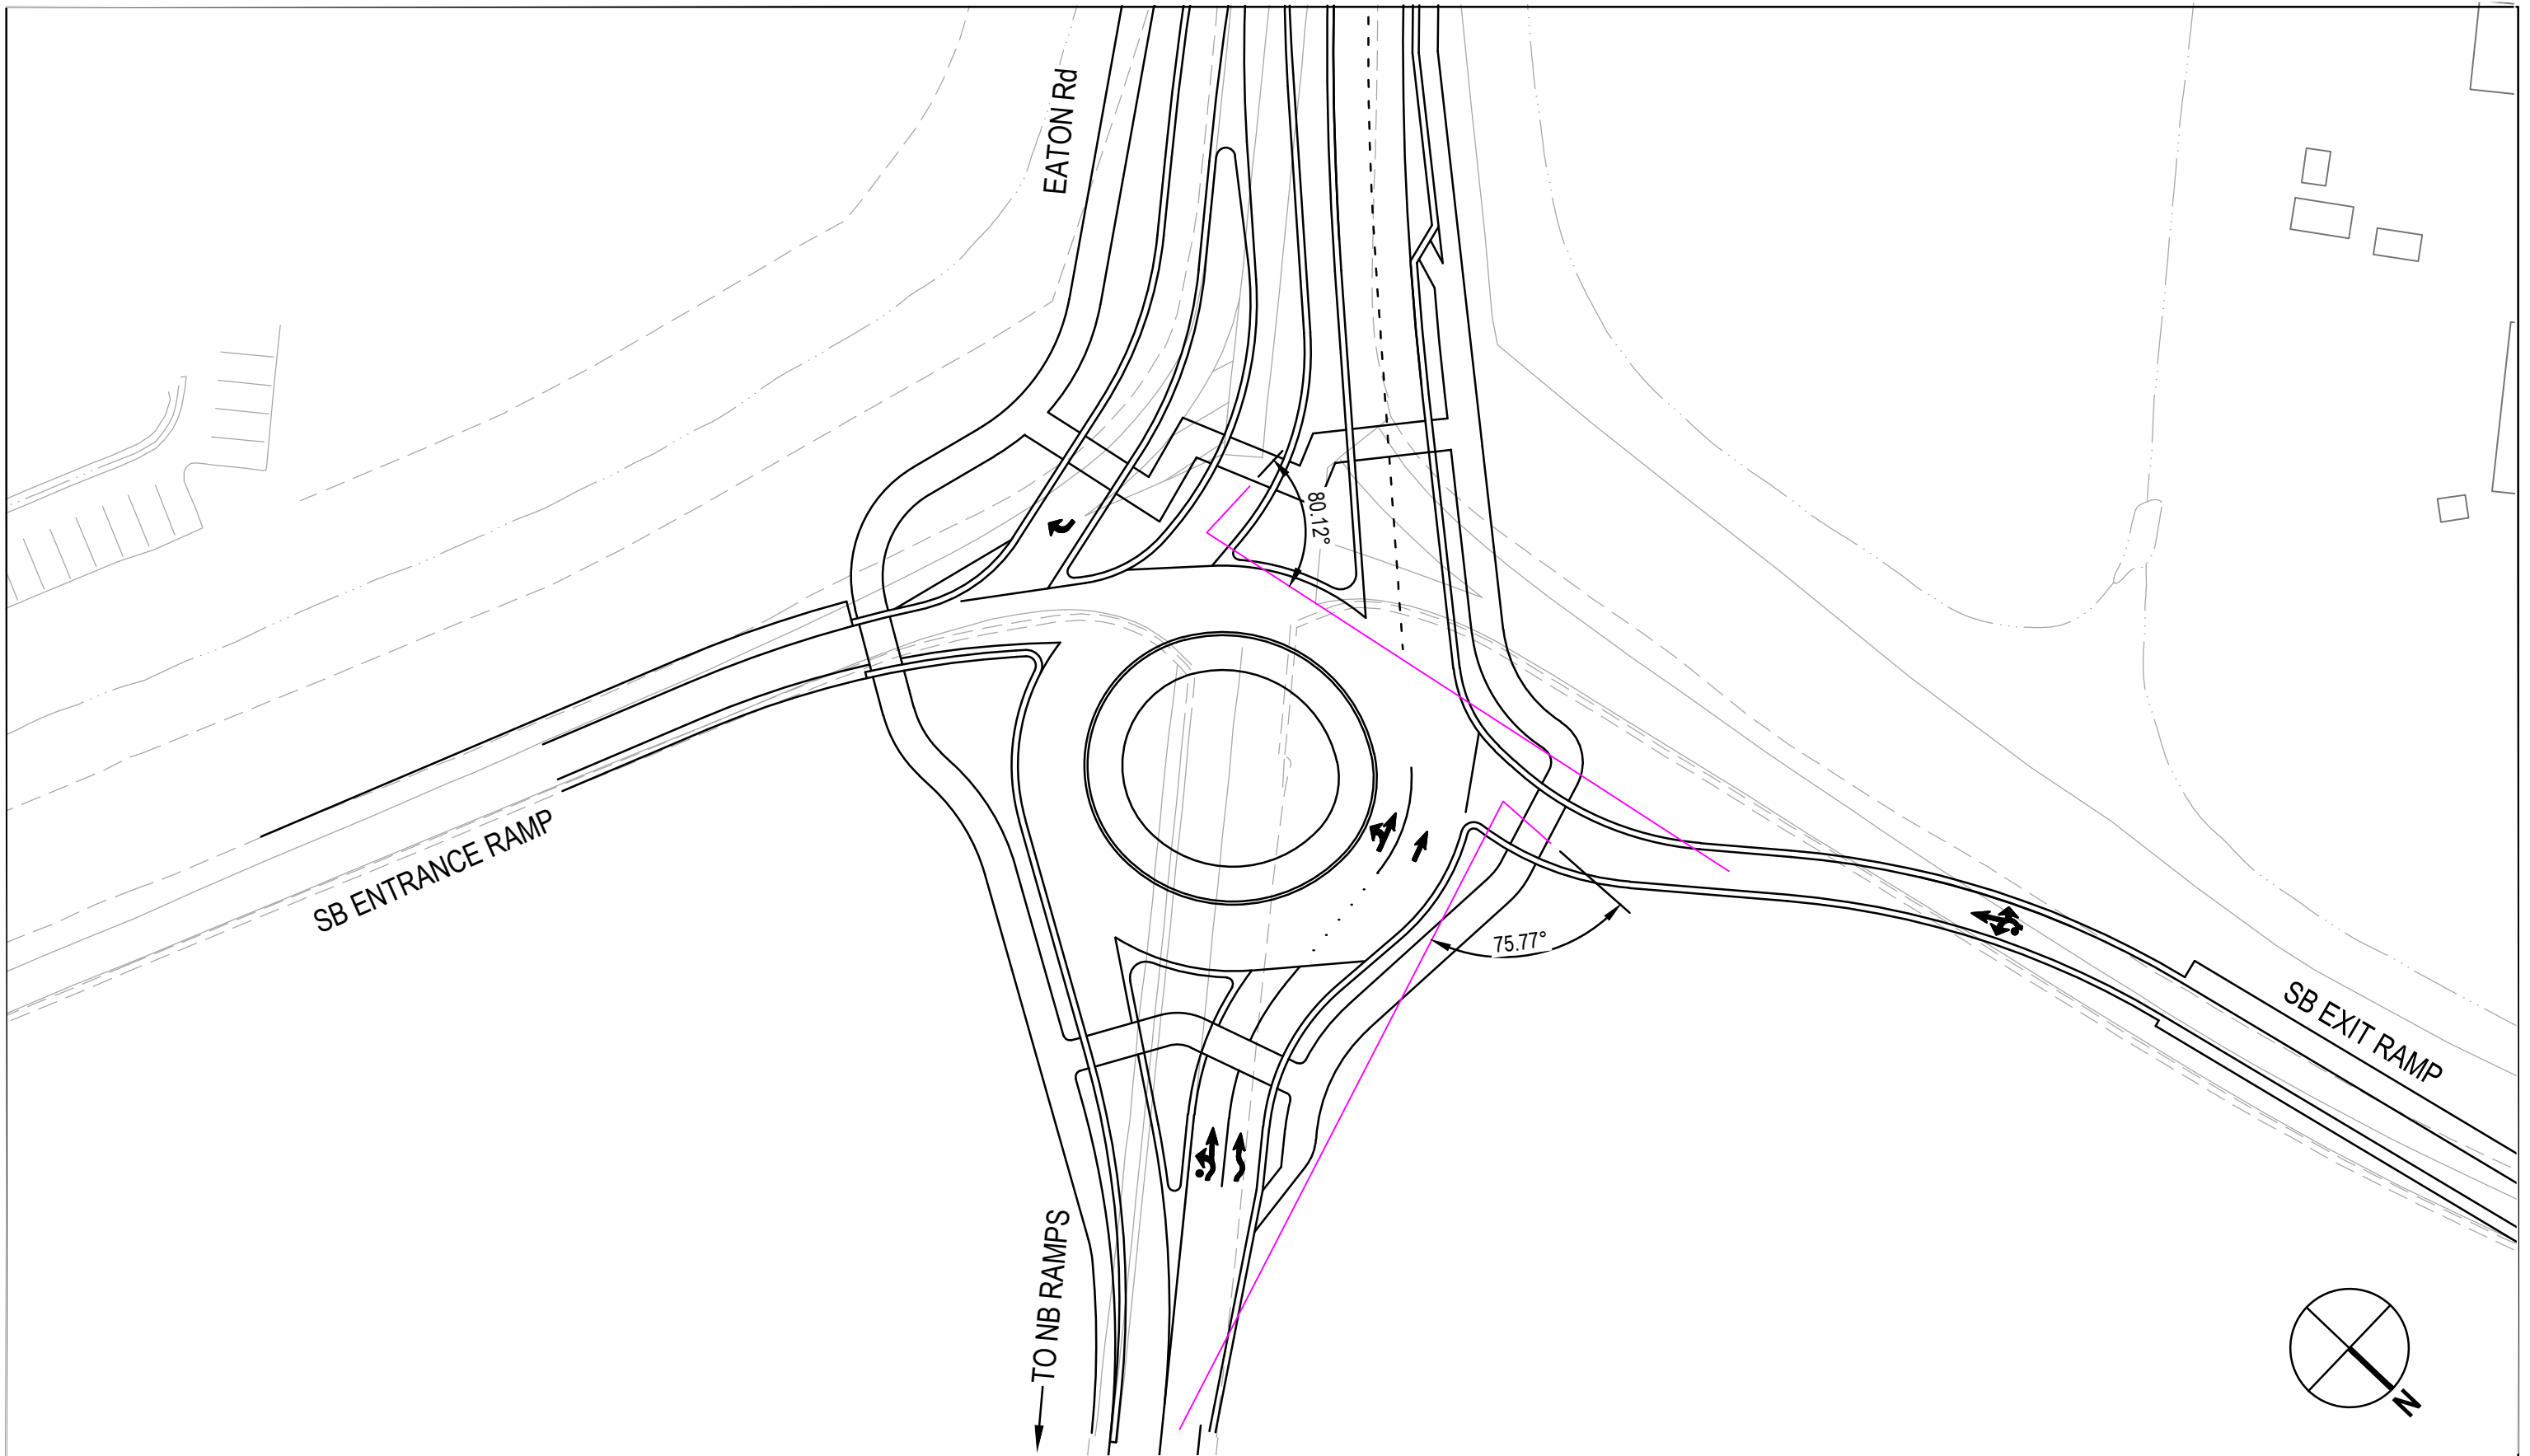 EATON Rd
80.12°
SB ENTRANCE RAMP
75.77°
SB EXIT RAMP
TO NB RAMPS
N